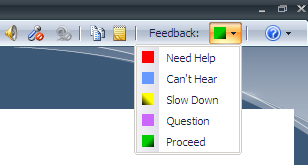 Feedback:
Need Help
Can't Hear
Slow Down
Question
Proceed